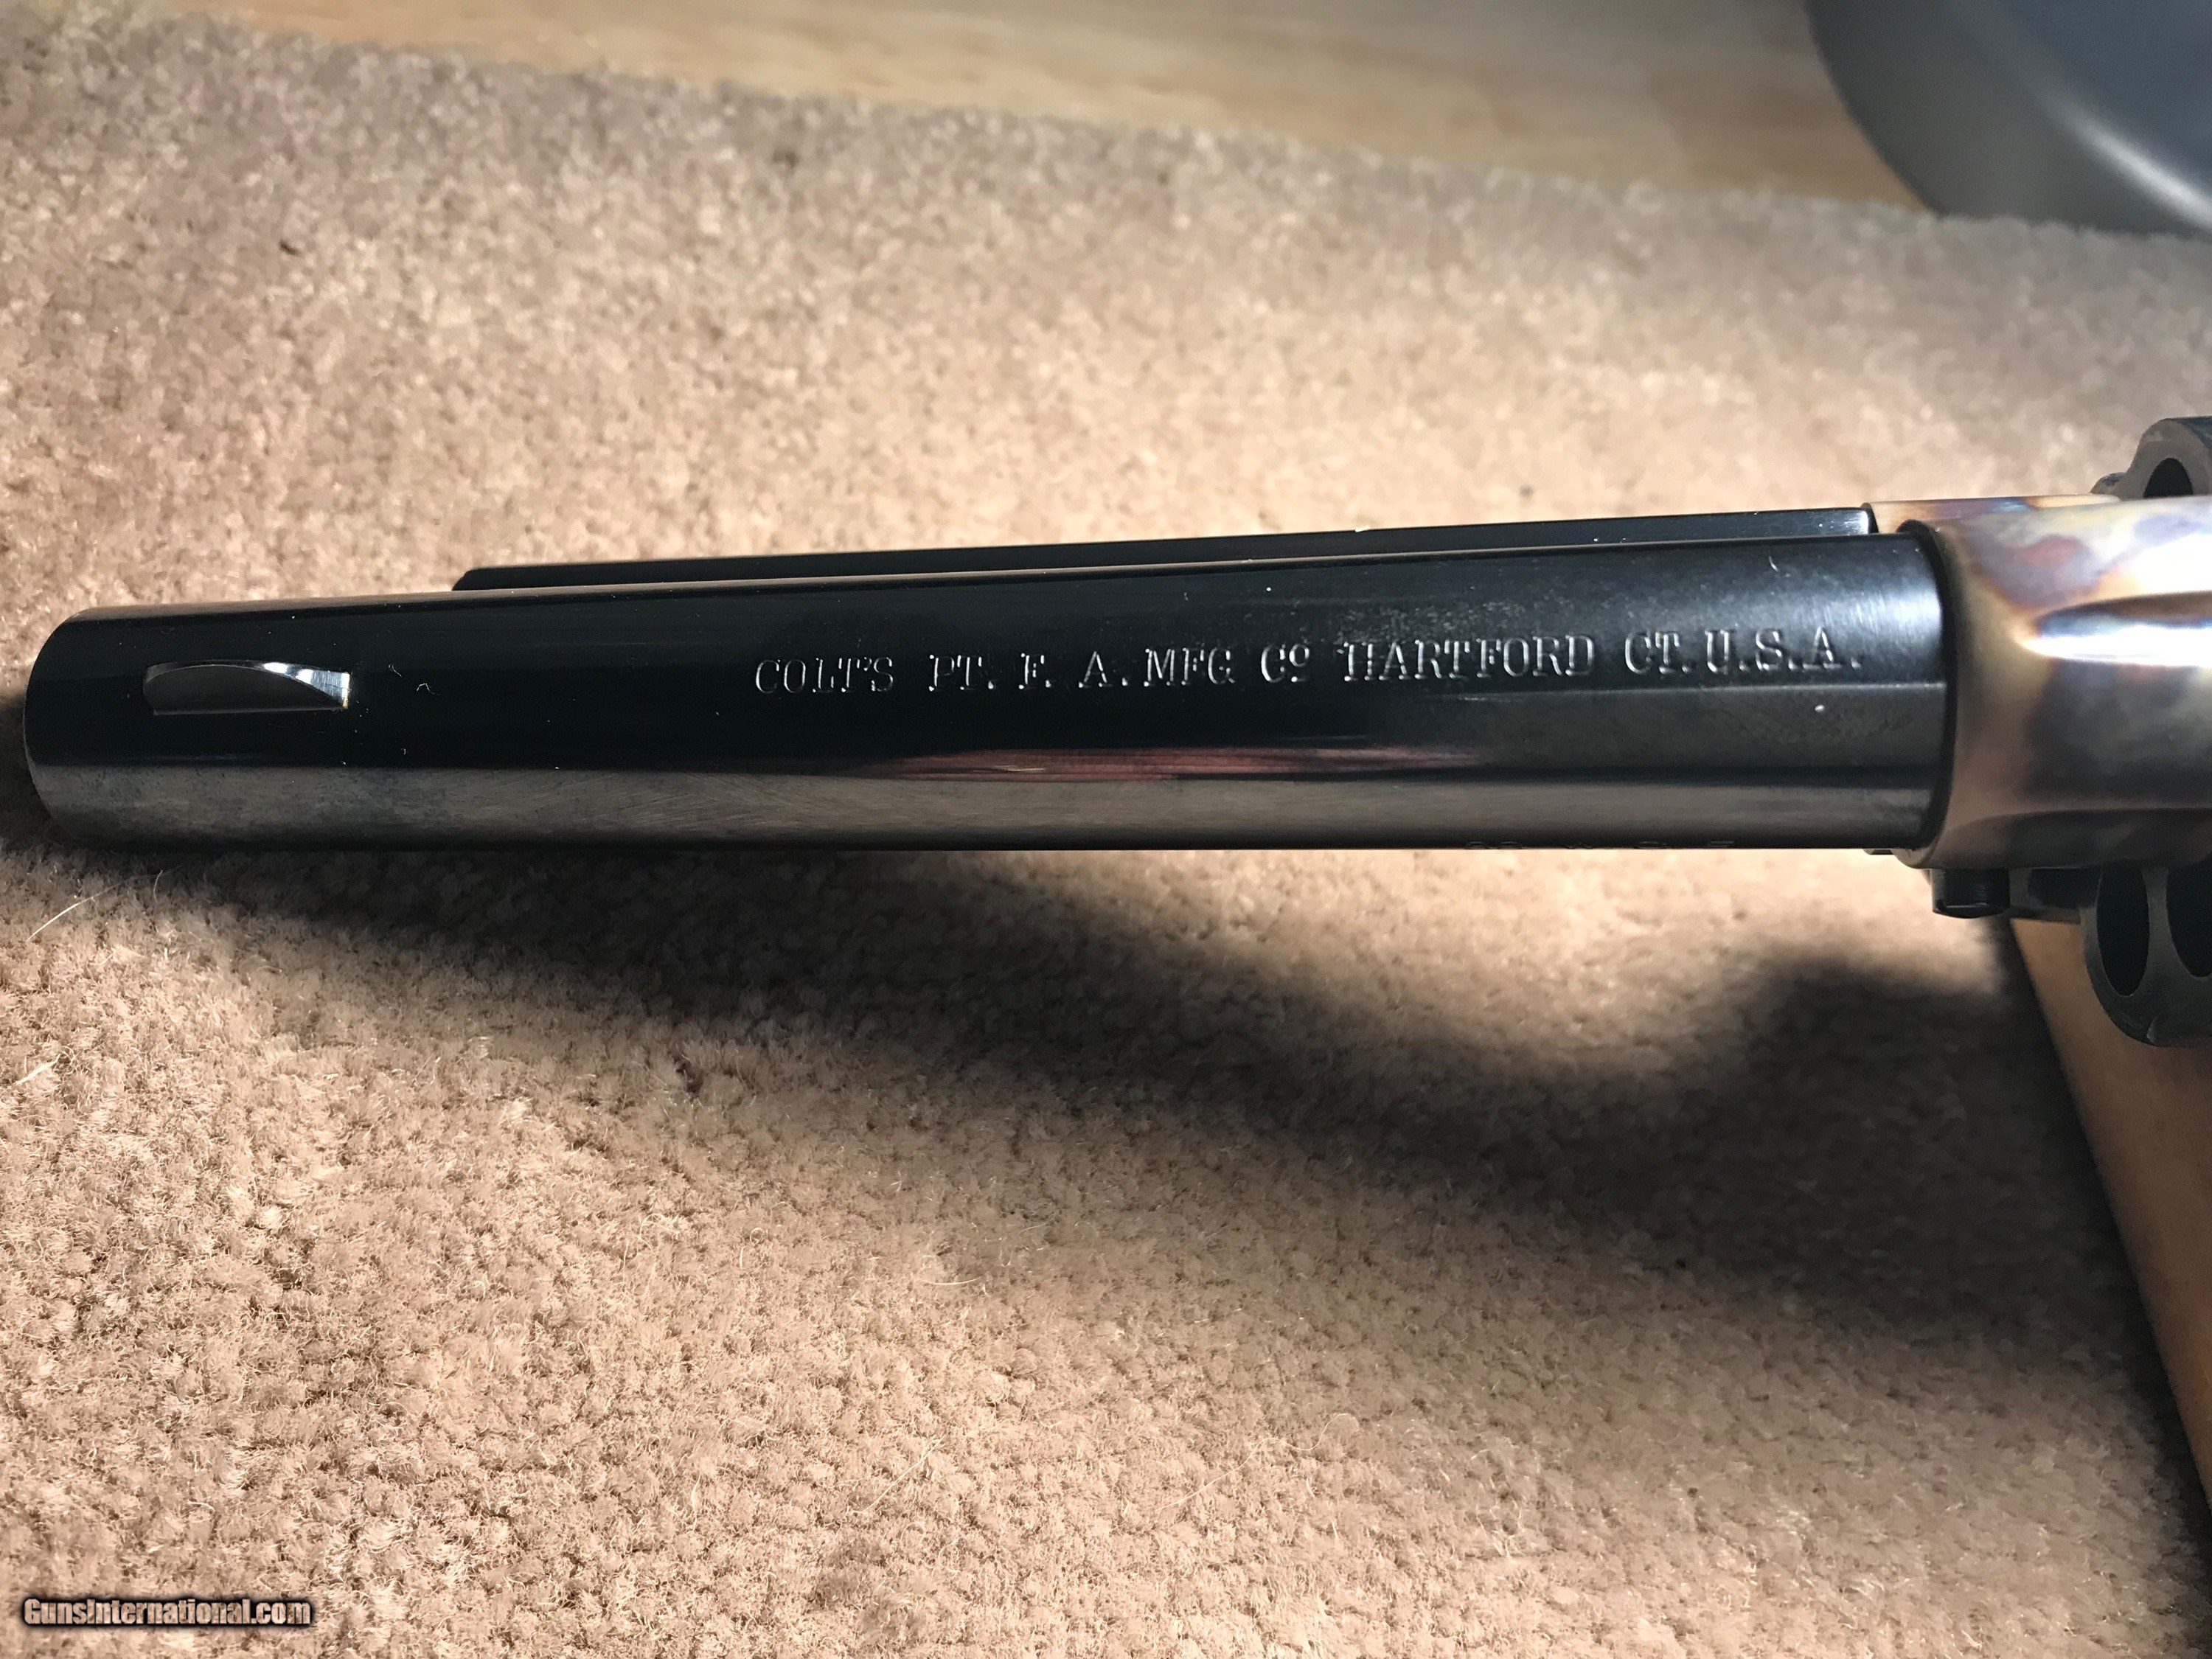 COLT'S PT. F. A. MFG Cº HARTFORD CT. U.S.A.
GunsInternational.com